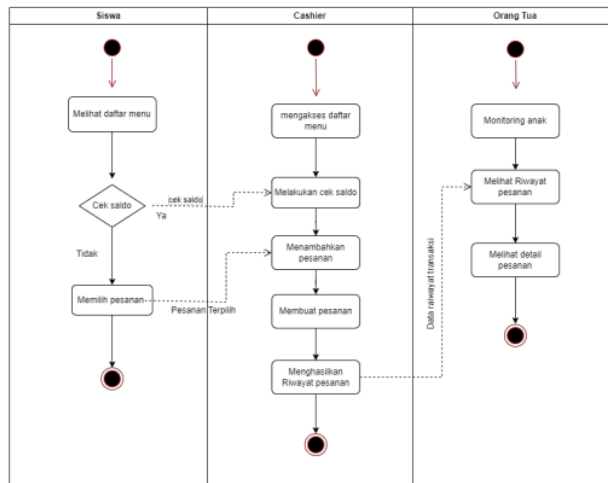 Siswa
Cashier
Orang Tua
Melihat daftar menu
mengakses daftar
menu
Monitoring anak
Cek saldo
cek saldo
Ya
Melakukan cek saldo
Melihat Riwayat
pesanan
Tidak
Menambahkan
pesanan
Melihat detail
pesanan
Memilih pesanan
Pesanan Terpilih
Membuat pesanan
Data raiwayat transaksi
Menghasilkan
Riwayat pesanan